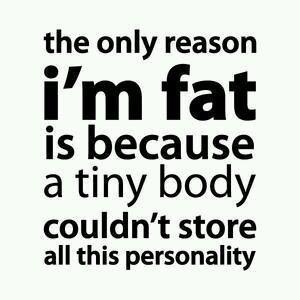 the only reason
i'm fat
is because
a tiny body
couldn't store
all this personality